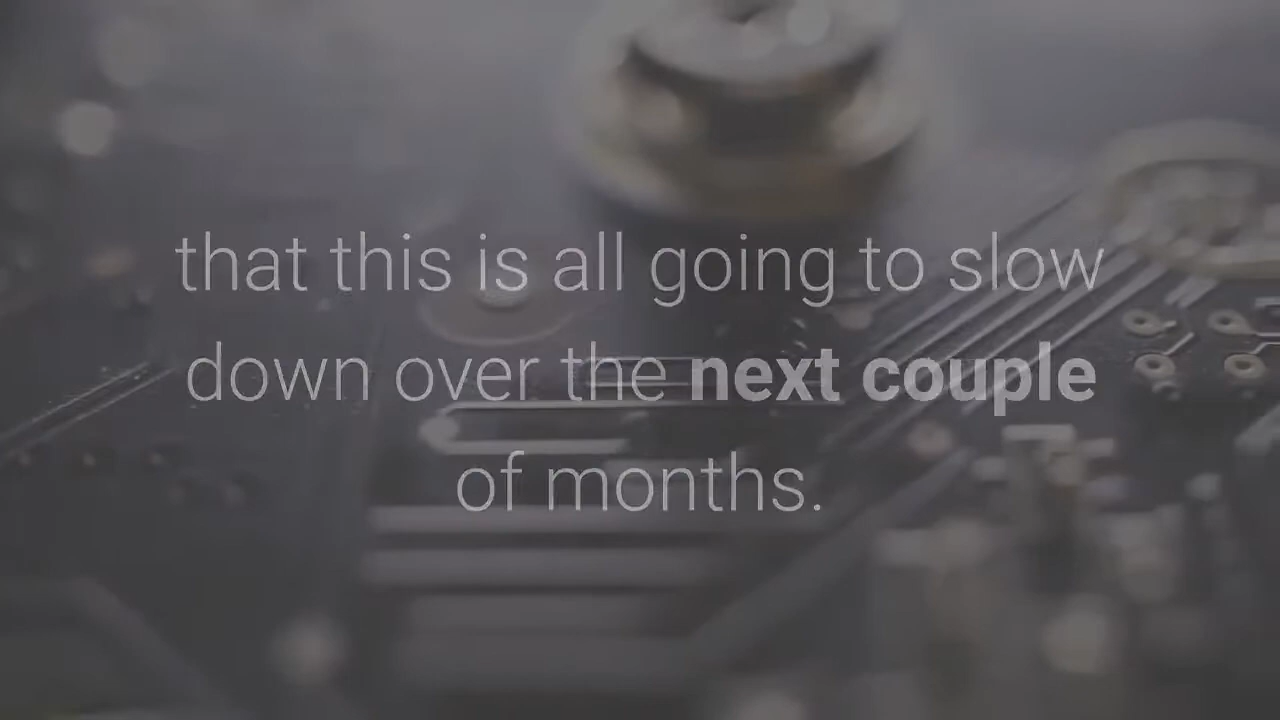 that this is all going to slow
down over the next couple
of months.